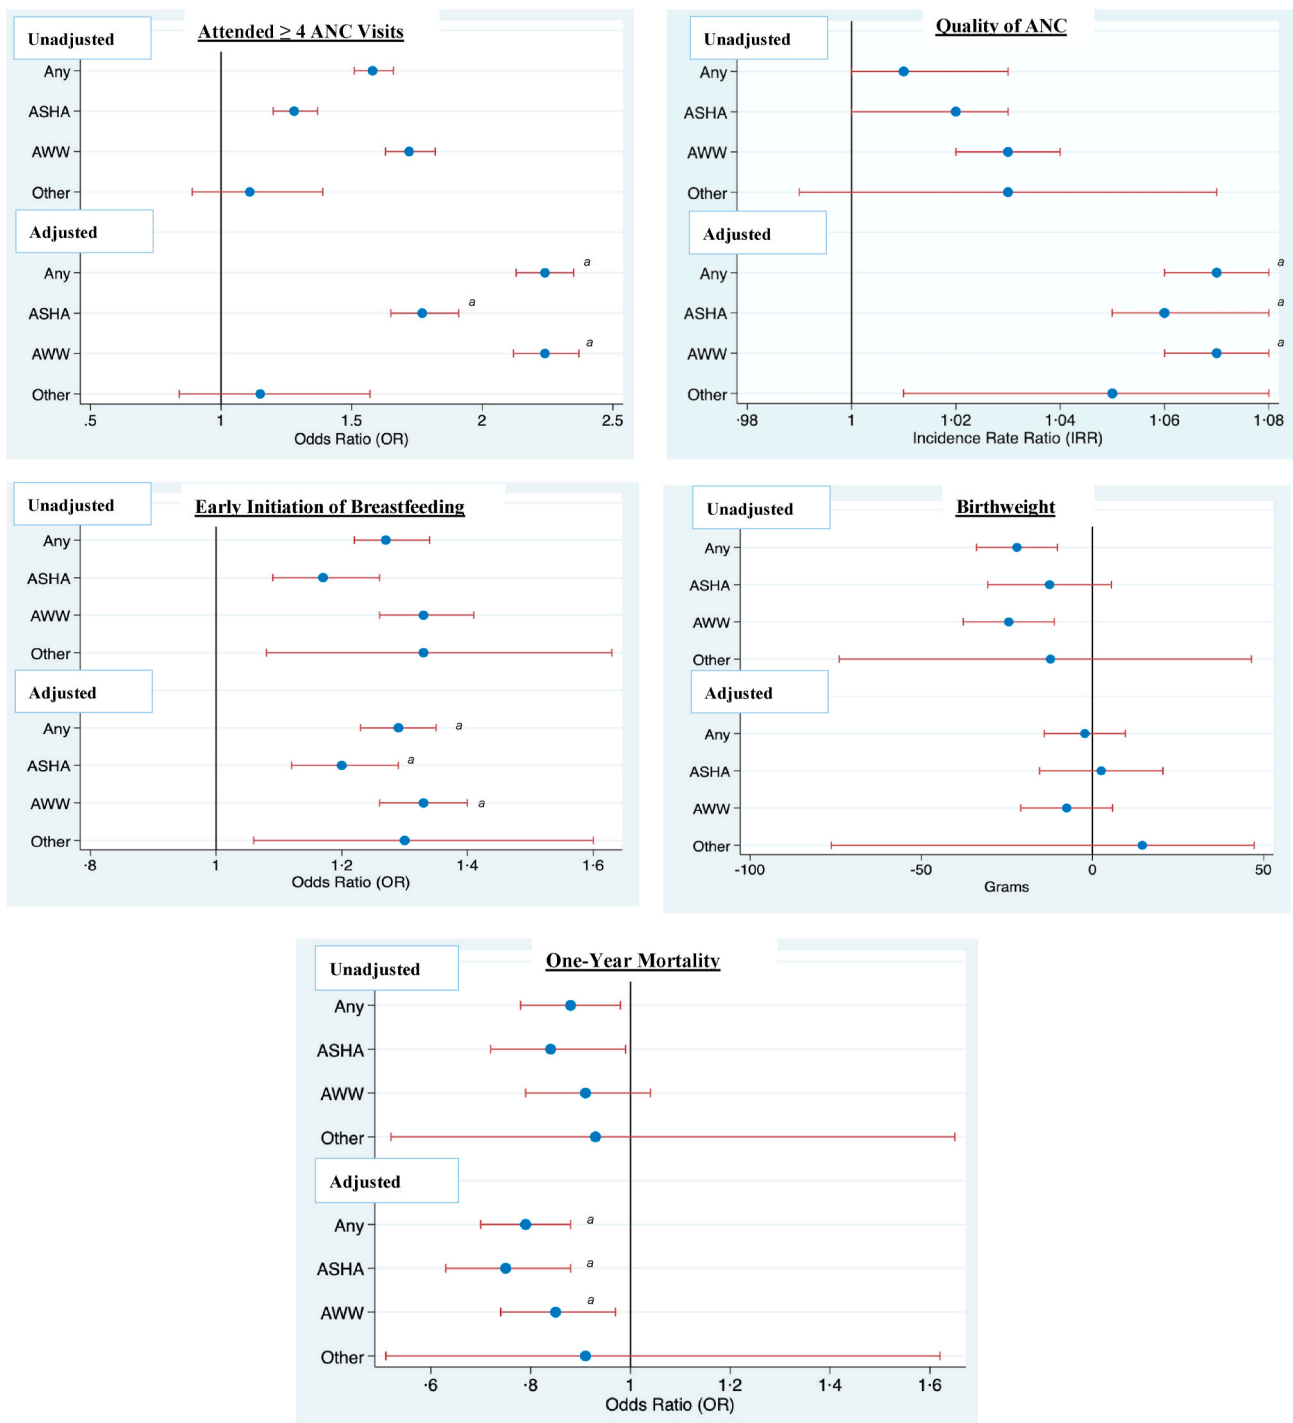 Attended ≥ 4 ANC Visits
Unadjusted
Any
ASHA
AWW
Other
Adjusted
Any a
ASHA a
AWW a
Other
.5 1 1.5 2 2.5
Odds Ratio (OR)
Quality of ANC
Unadjusted
Any
ASHA
AWW
Other
Adjusted
Any a
ASHA a
AWW a
Other
·98 1 1·02 1·04 1·06 1·08
Incidence Rate Ratio (IRR)
Early Initiation of Breastfeeding
Unadjusted
Any
ASHA
AWW
Other
Adjusted
Any a
ASHA a
AWW a
Other
·8 1 1·2 1·4 1·6
Odds Ratio (OR)
Birthweight
Unadjusted
Any
ASHA
AWW
Other
Adjusted
Any
ASHA
AWW
Other
-100 -50 0 50
Grams
One-Year Mortality
Unadjusted
Any
ASHA
AWW
Other
Adjusted
Any a
ASHA a
AWW a
Other
·6 ·8 1 1·2 1·4 1·6
Odds Ratio (OR)